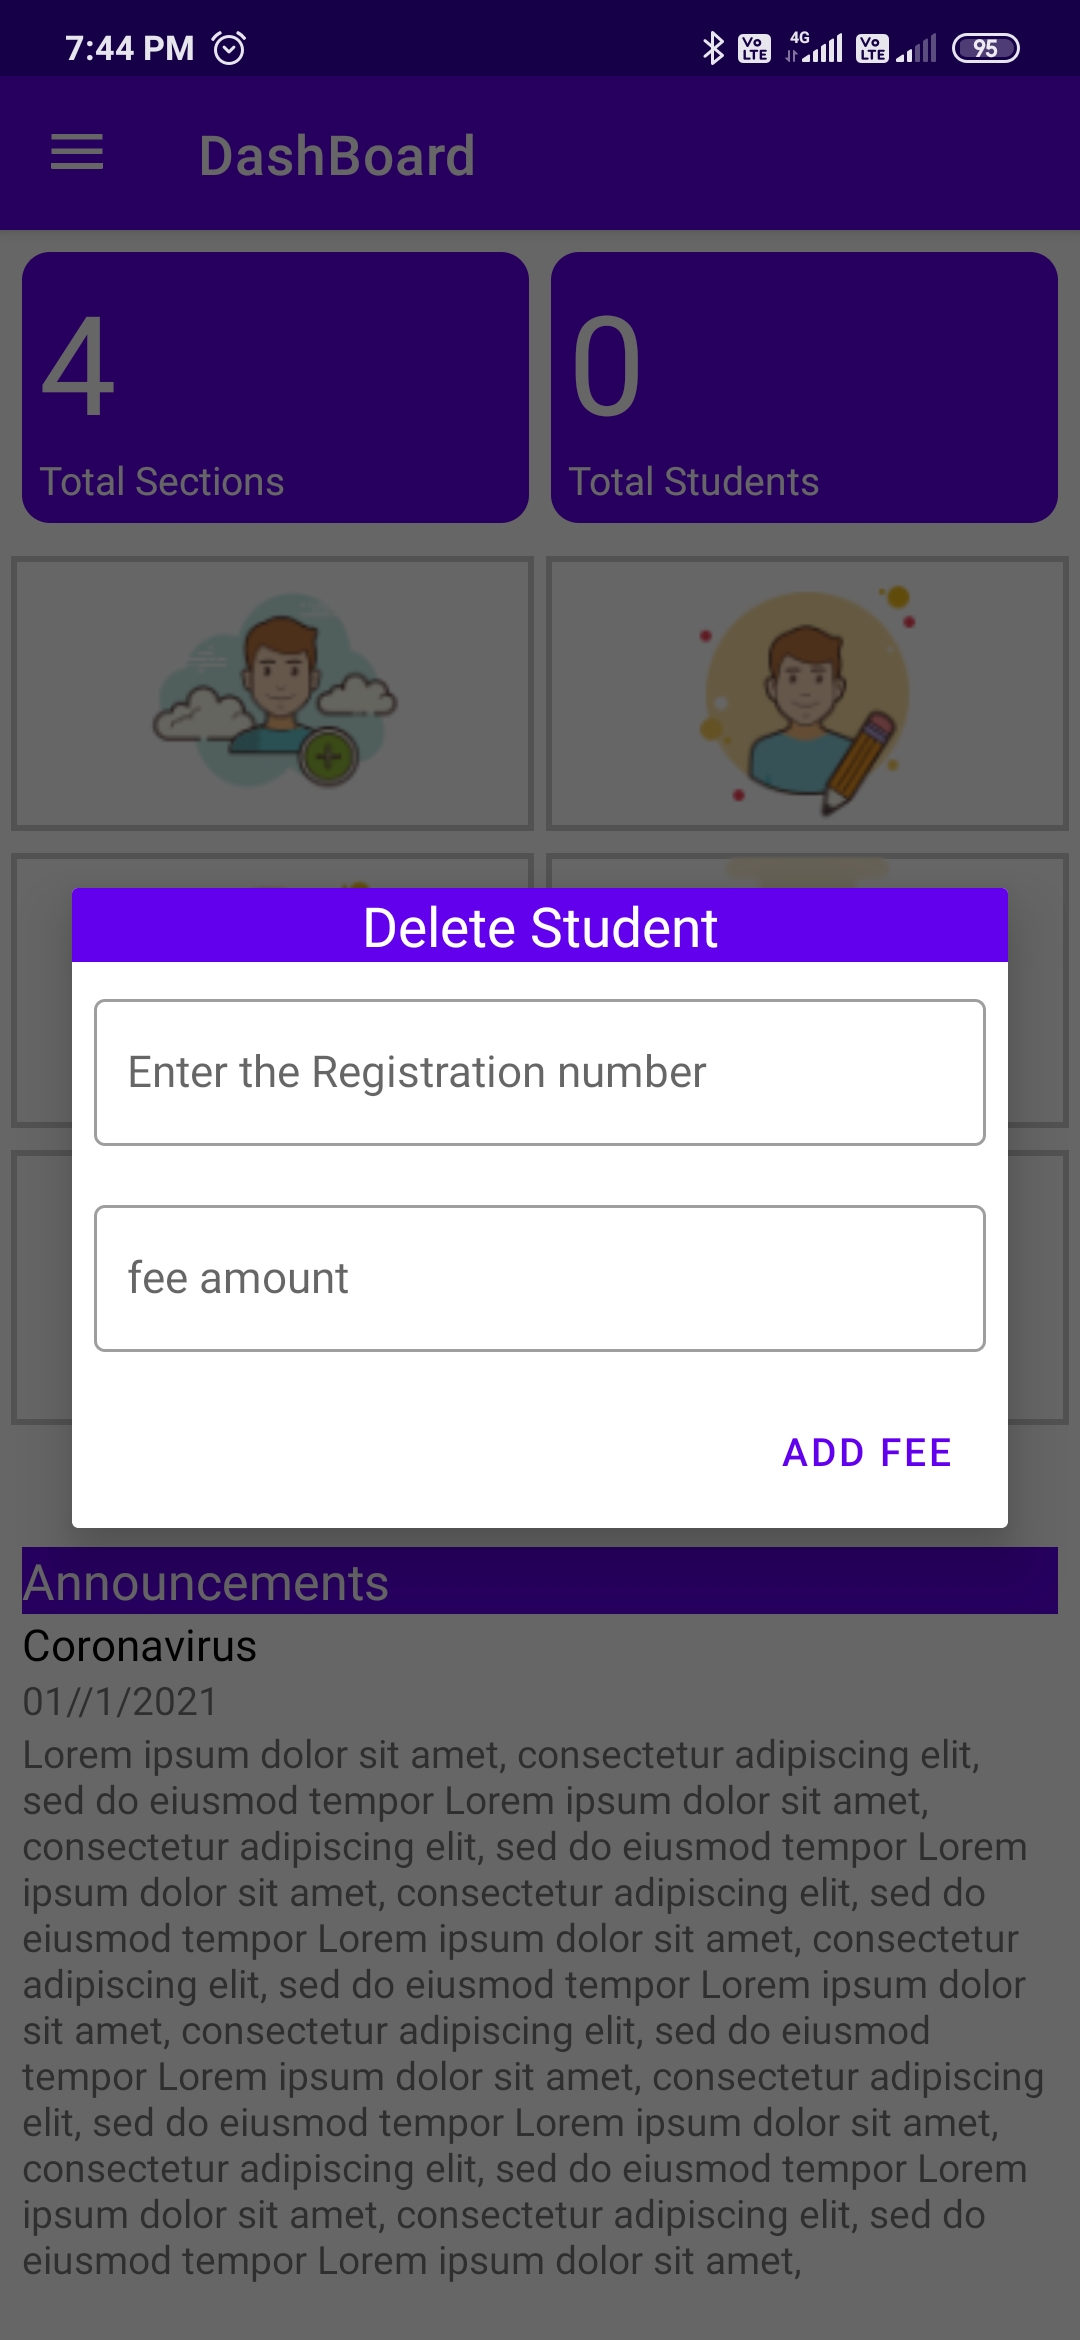 7:44 PM
Vo LTE 4G Vo LTE 95
DashBoard
4
Total Sections
0
Total Students
Delete Student
Enter the Registration number
fee amount
ADD FEE
Announcements
Coronavirus
01//1/2021
Lorem ipsum dolor sit amet, consectetur adipiscing elit,
sed do eiusmod tempor Lorem ipsum dolor sit amet,
consectetur adipiscing elit, sed do eiusmod tempor Lorem
ipsum dolor sit amet, consectetur adipiscing elit, sed do
eiusmod tempor Lorem ipsum dolor sit amet, consectetur
adipiscing elit, sed do eiusmod tempor Lorem ipsum dolor
sit amet, consectetur adipiscing elit, sed do eiusmod
tempor Lorem ipsum dolor sit amet, consectetur adipiscing
elit, sed do eiusmod tempor Lorem ipsum dolor sit amet,
consectetur adipiscing elit, sed do eiusmod tempor Lorem
ipsum dolor sit amet, consectetur adipiscing elit, sed do
eiusmod tempor Lorem ipsum dolor sit amet,